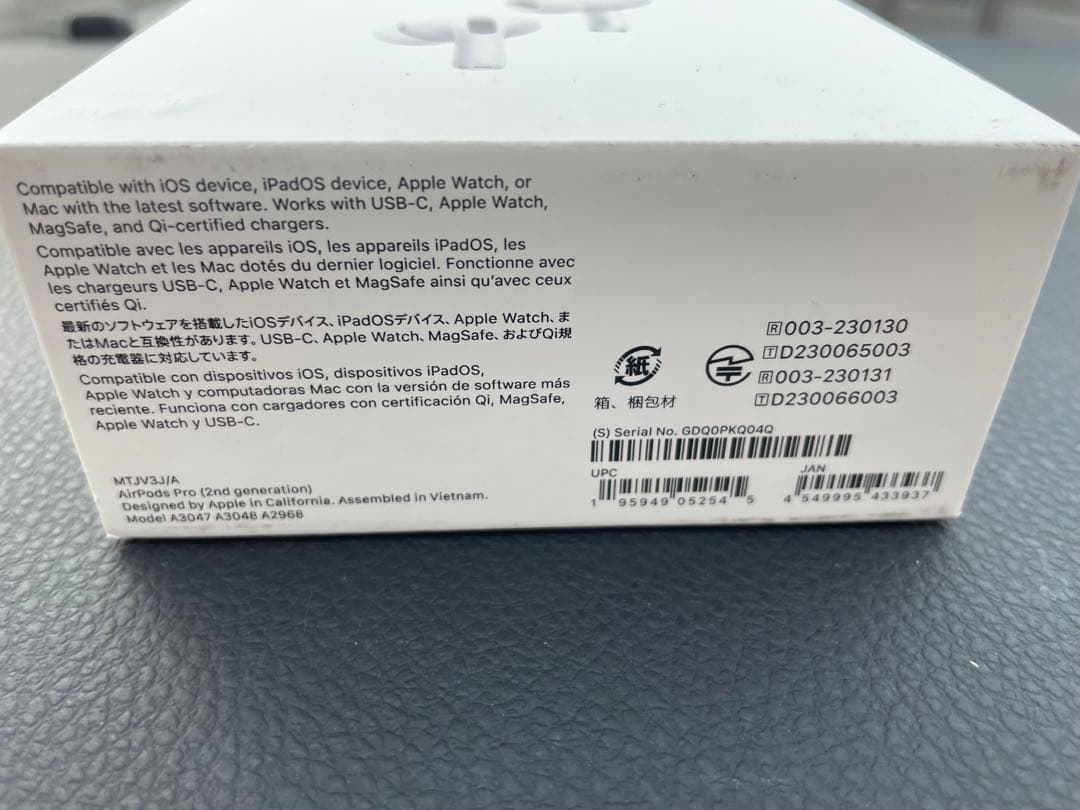 Compatible with iOS device, iPadOS device, Apple Watch, or
Mac with the latest software. Works with USB-C, Apple Watch,
MagSafe, and Qi-certified chargers.
Compatible avec les appareils iOS, les appareils iPadOS, les
Apple Watch et les Mac dotés du dernier logiciel. Fonctionne avec
les chargeurs USB-C, Apple Watch et MagSafe ainsi qu'avec ceux
certifiés Qi.
最新のソフトウェアを搭載したiOSデバイス、iPadOSデバイス、Apple Watch、ま
たはMacと互換性があります。USB-C、Apple Watch、MagSafe、およびQi規
格の充電器に対応しています。
Compatible con dispositivos iOS, dispositivos iPadOS,
Apple Watch y computadoras Mac con la versión de software más
reciente. Funciona con cargadores con certificación Qi, MagSafe,
Apple Watch y USB-C.
MTJV3J/A
AirPods Pro (2nd generation)
Designed by Apple in California. Assembled in Vietnam.
Model A3047 A3048 A2968
紙
箱、梱包材
R 003-230130
T D230065003
R 003-230131
T D230066003
(S) Serial No. GDQ0PKQ04Q
UPC
1 95949 05254 5
JAN
4 549995 433937